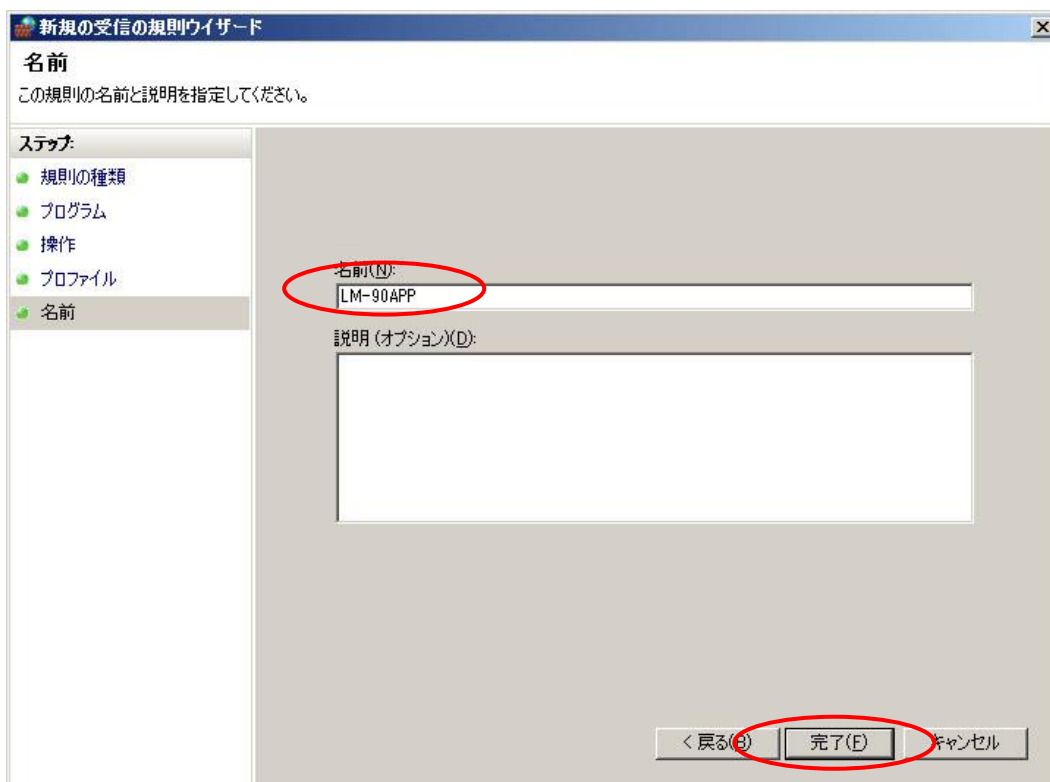 新規の受信の規則ウイザード
名前
この規則の名前と説明を指定してください。
ステップ:
規則の種類
プログラム
操作
プロファイル
名前
名前(N):
LM-90APP
説明 (オプション)(D):
< 戻る(B)
完了(F)
キャンセル